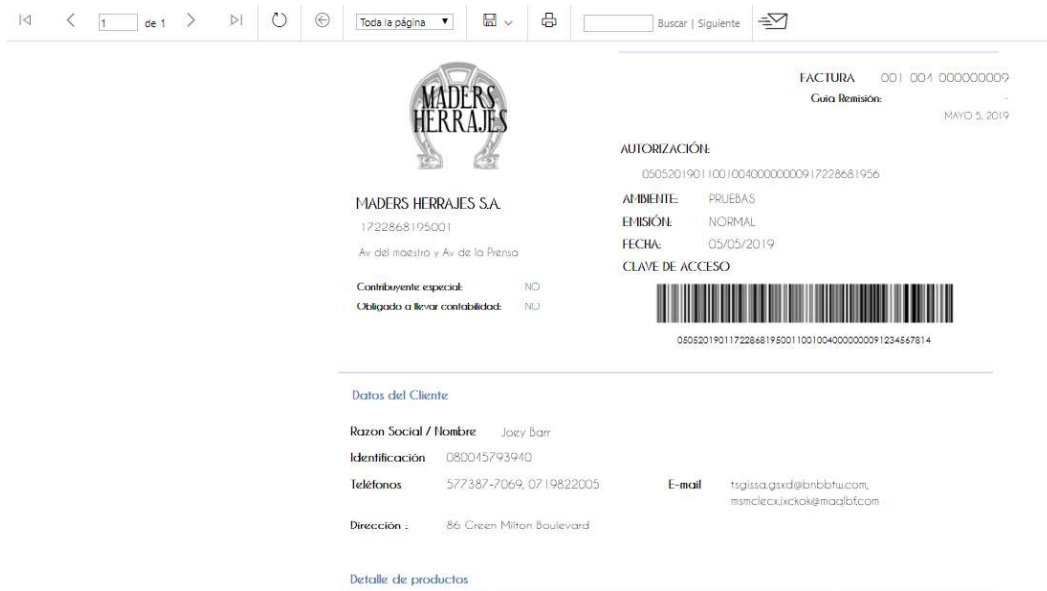 1 de 1 Toda la página Buscar | Siguiente
MADERS
HERRAJES
FACTURA 001 004 000000009
Guia Remisión: -
MAYO 5, 2019
AUTORIZACIÓN:
0505201901100100400000000917228681956
AMBIENTE: PRUEBAS
EMISIÓN: NORMAL
FECHA: 05/05/2019
CLAVE DE ACCESO
0505201901172286819500110010040000000091234567814
MADERS HERRAJES S.A.
1722868195001
Av del maestro y Av de la Prensa
Contribuyente especial: NO
Obligado a llevar contabilidad: NO
Datos del Cliente
Razon Social / Nombre Joey Barr
Identificación 080045793940
Teléfonos 577387-7069, 0719822005
E-mail tsgissa.gsxd@bnbbtw.com,
msmclecx.jxckok@maqlbf.com
Dirección : 86 Green Milton Boulevard
Detalle de productos